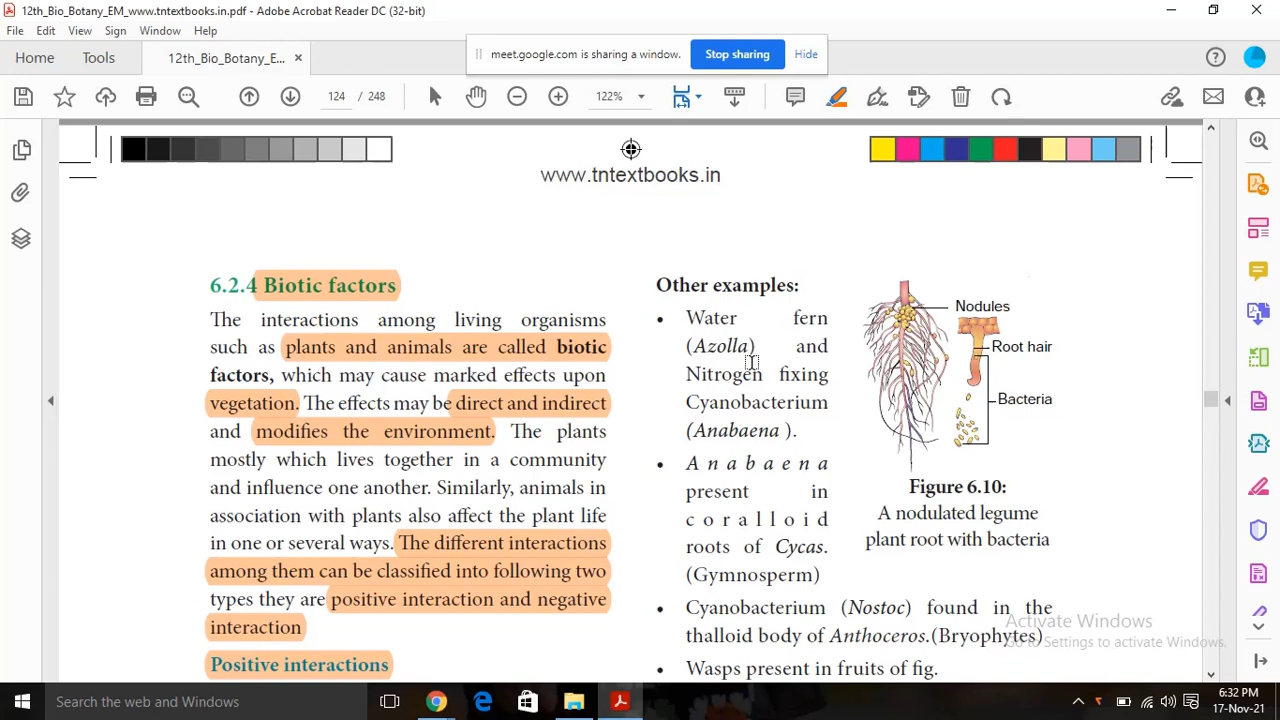 12th_Bio_Botany_EM_www.tntextbooks.in.pdf - Adobe Acrobat Reader DC (32-bit)
File Edit View Sign Window Help
Home Tools 12th_Bio_Botany_E... ×
meet.google.com is sharing a window. Stop sharing Hide
124 / 248 122%
www.tntextbooks.in
6.2.4 Biotic factors
The interactions among living organisms
such as plants and animals are called biotic
factors, which may cause marked effects upon
vegetation. The effects may be direct and indirect
and modifies the environment. The plants
mostly which lives together in a community
and influence one another. Similarly, animals in
association with plants also affect the plant life
in one or several ways. The different interactions
among them can be classified into following two
types they are positive interaction and negative
interaction
Positive interactions
Other examples:
• Water fern
(Azolla) and
Nitrogen fixing
Cyanobacterium
(Anabaena ).
• Anabaena
present in
coralloid
roots of Cycas.
(Gymnosperm)
Nodules
Root hair
Bacteria
Figure 6.10:
A nodulated legume
plant root with bacteria
• Cyanobacterium (Nostoc) found in the
thalloid body of Anthoceros.(Bryophytes)
• Wasps present in fruits of fig.
Activate Windows
Go to Settings to activate Windows.
Search the web and Windows
6:32 PM
17-Nov-21